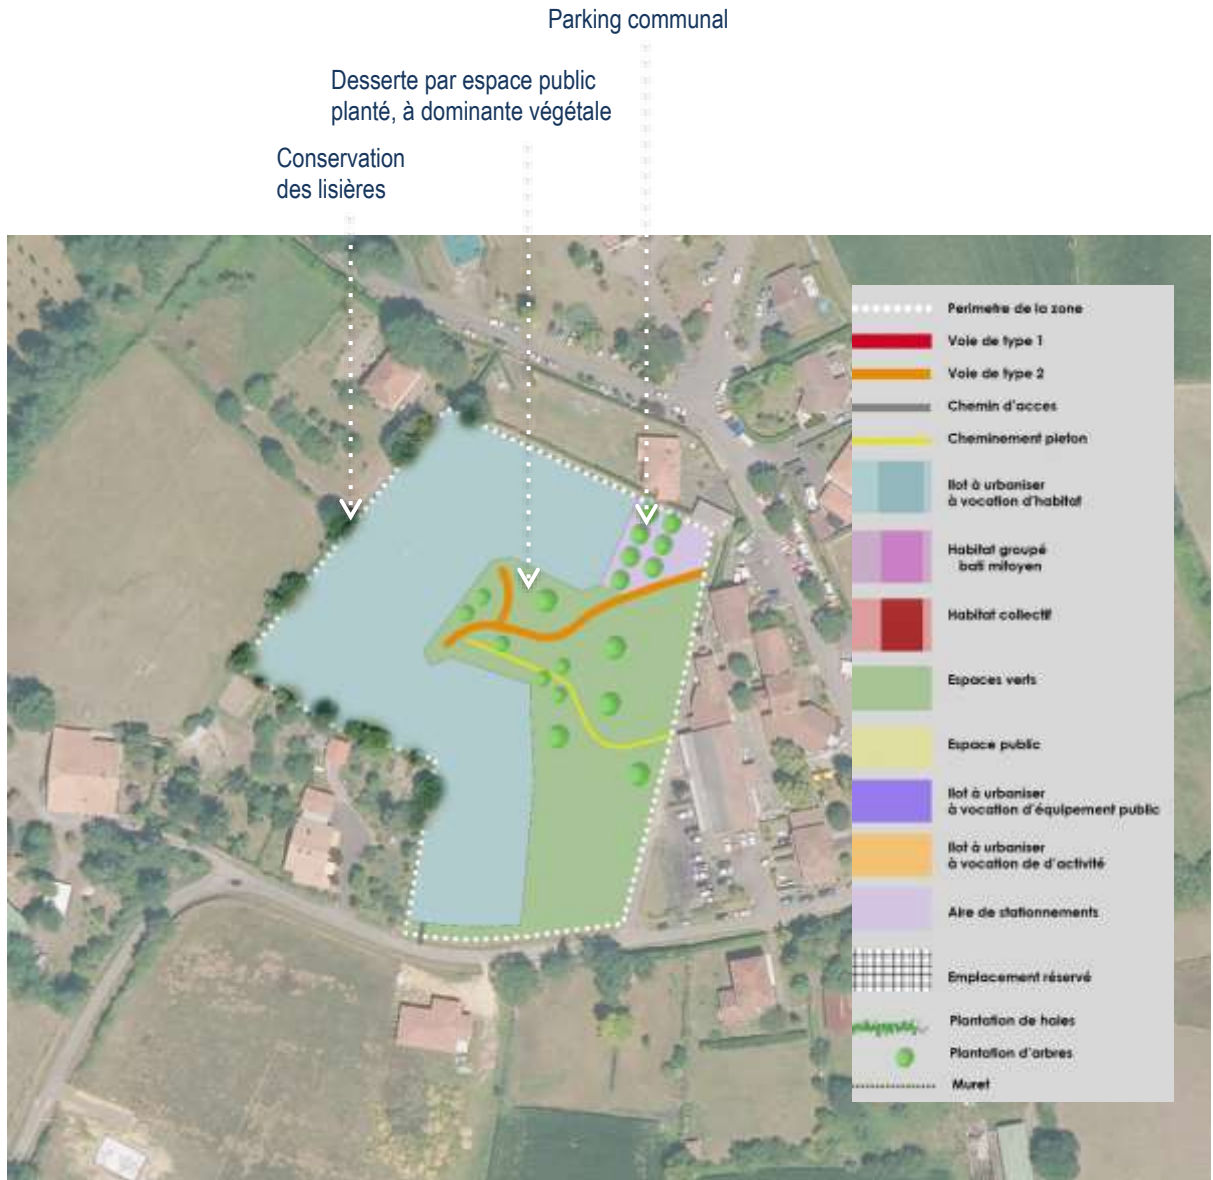 Parking communal
Desserte par espace public
planté, à dominante végétale
Conservation
des lisières
Perimetre de la zone
Voie de type 1
Voie de type 2
Chemin d'acces
Cheminement pieton
Ilot à urbaniser
à vocation d'habitat
Habitat groupé
bati mitoyen
Habitat collectif
Espaces verts
Espace public
Ilot à urbaniser
à vocation d'équipement public
Ilot à urbaniser
à vocation de d'activité
Aire de stationnements
Emplacement réservé
Plantation de haies
Plantation d'arbres
Muret